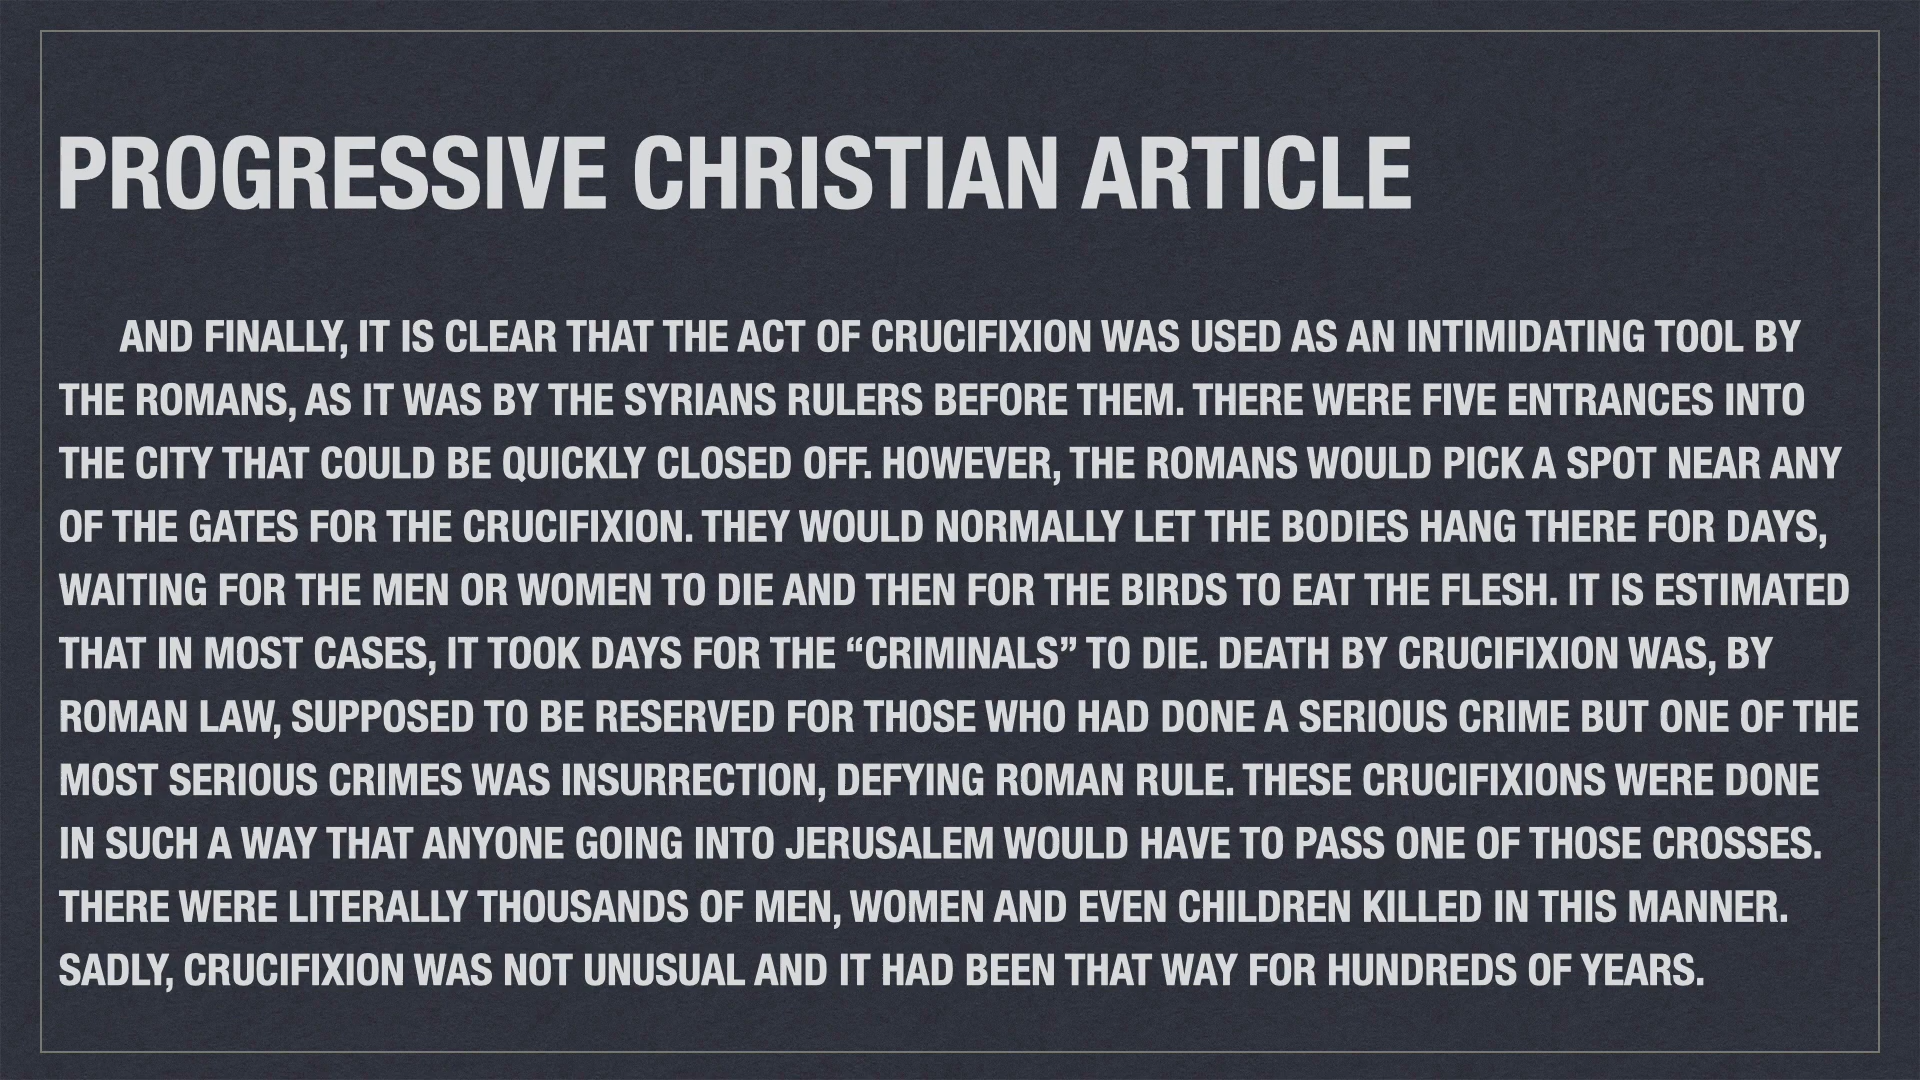 PROGRESSIVE CHRISTIAN ARTICLE
AND FINALLY, IT IS CLEAR THAT THE ACT OF CRUCIFIXION WAS USED AS AN INTIMIDATING TOOL BY
THE ROMANS, AS IT WAS BY THE SYRIANS RULERS BEFORE THEM. THERE WERE FIVE ENTRANCES INTO
THE CITY THAT COULD BE QUICKLY CLOSED OFF. HOWEVER, THE ROMANS WOULD PICK A SPOT NEAR ANY
OF THE GATES FOR THE CRUCIFIXION. THEY WOULD NORMALLY LET THE BODIES HANG THERE FOR DAYS,
WAITING FOR THE MEN OR WOMEN TO DIE AND THEN FOR THE BIRDS TO EAT THE FLESH. IT IS ESTIMATED
THAT IN MOST CASES, IT TOOK DAYS FOR THE “CRIMINALS” TO DIE. DEATH BY CRUCIFIXION WAS, BY
ROMAN LAW, SUPPOSED TO BE RESERVED FOR THOSE WHO HAD DONE A SERIOUS CRIME BUT ONE OF THE
MOST SERIOUS CRIMES WAS INSURRECTION, DEFYING ROMAN RULE. THESE CRUCIFIXIONS WERE DONE
IN SUCH A WAY THAT ANYONE GOING INTO JERUSALEM WOULD HAVE TO PASS ONE OF THOSE CROSSES.
THERE WERE LITERALLY THOUSANDS OF MEN, WOMEN AND EVEN CHILDREN KILLED IN THIS MANNER.
SADLY, CRUCIFIXION WAS NOT UNUSUAL AND IT HAD BEEN THAT WAY FOR HUNDREDS OF YEARS.